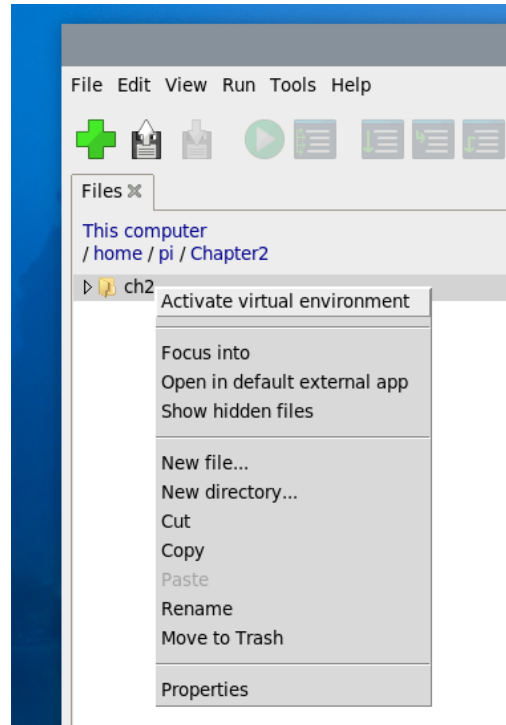 File Edit View Run Tools Help
Files
This computer
/ home / pi / Chapter2
ch2
Activate virtual environment
Focus into
Open in default external app
Show hidden files
New file...
New directory...
Cut
Copy
Paste
Rename
Move to Trash
Properties